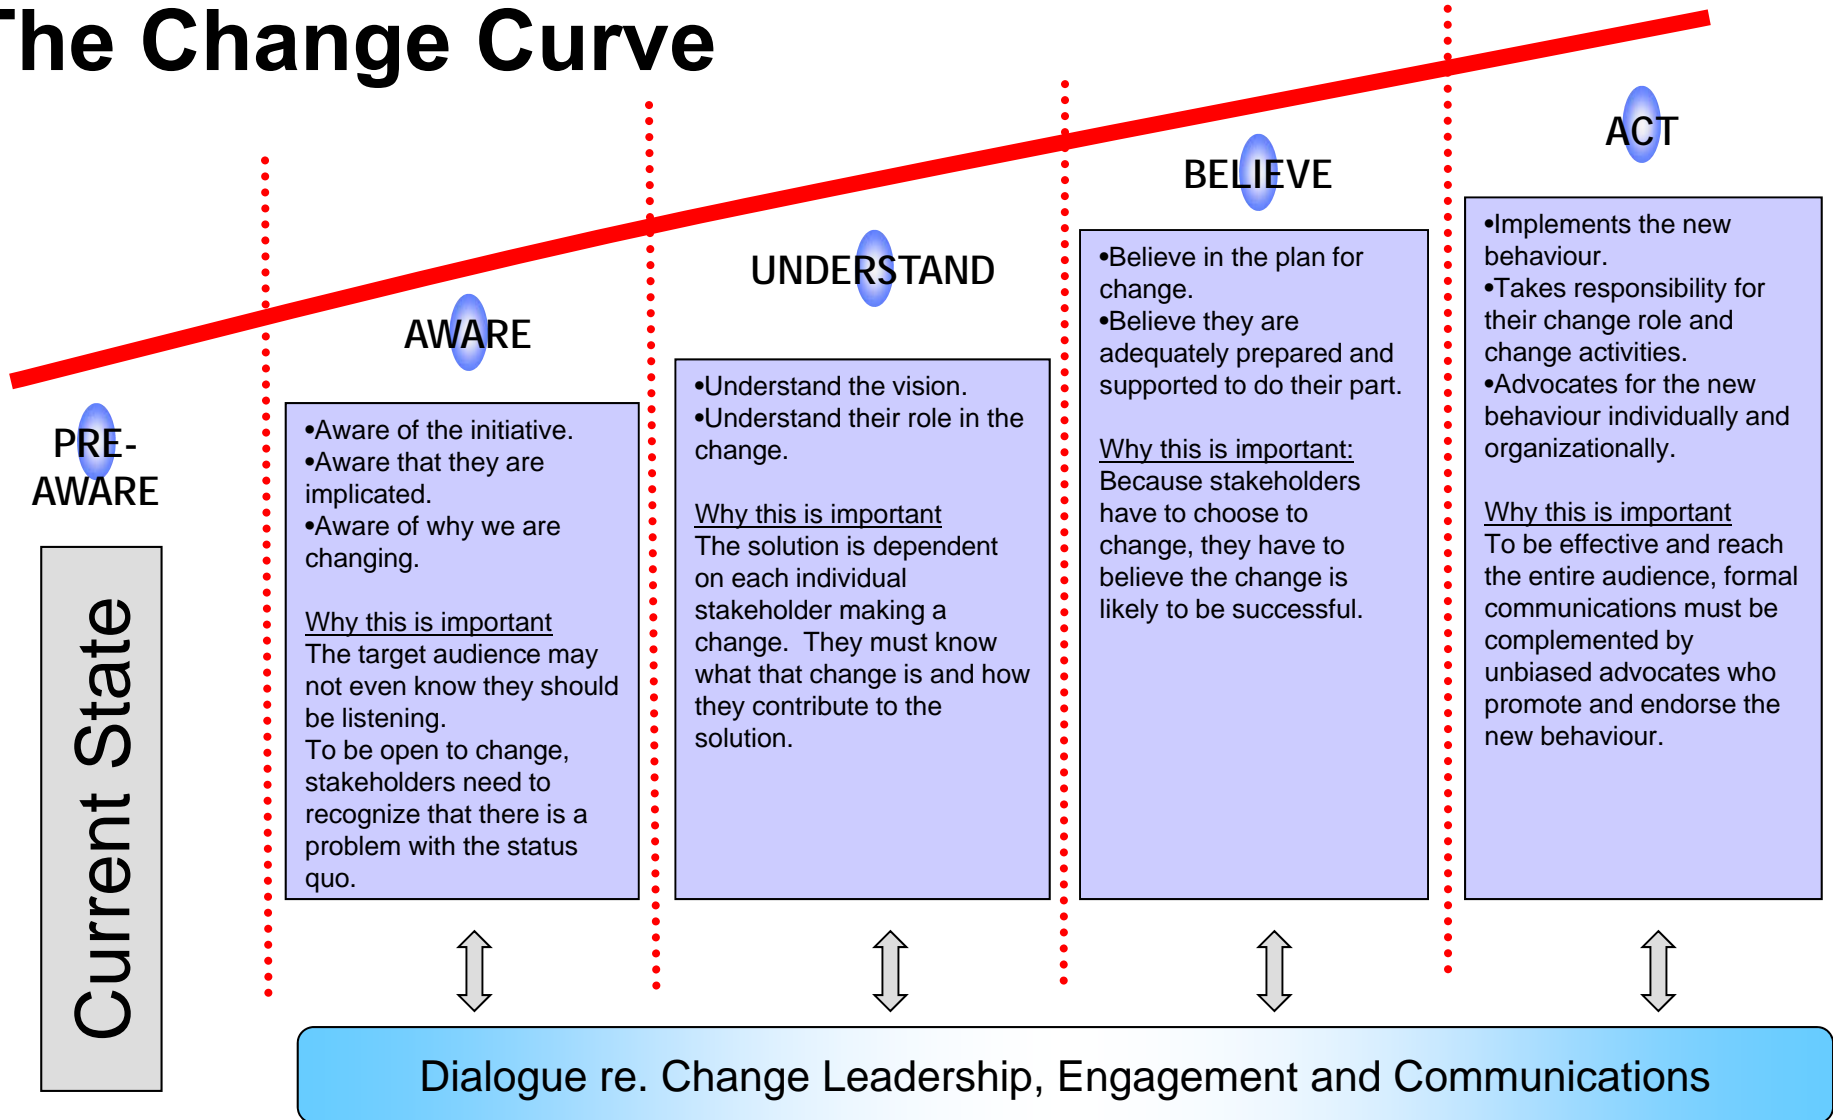 The Change Curve
PRE-
AWARE
Current State
AWARE
•Aware of the initiative.
•Aware that they are
implicated.
•Aware of why we are
changing.
Why this is important
The target audience may
not even know they should
be listening.
To be open to change,
stakeholders need to
recognize that there is a
problem with the status
quo.
UNDERSTAND
•Understand the vision.
•Understand their role in the
change.
Why this is important
The solution is dependent
on each individual
stakeholder making a
change. They must know
what that change is and how
they contribute to the
solution.
BELIEVE
•Believe in the plan for
change.
•Believe they are
adequately prepared and
supported to do their part.
Why this is important:
Because stakeholders
have to choose to
change, they have to
believe the change is
likely to be successful.
ACT
•Implements the new
behaviour.
•Takes responsibility for
their change role and
change activities.
•Advocates for the new
behaviour individually and
organizationally.
Why this is important
To be effective and reach
the entire audience, formal
communications must be
complemented by
unbiased advocates who
promote and endorse the
new behaviour.
Dialogue re. Change Leadership, Engagement and Communications